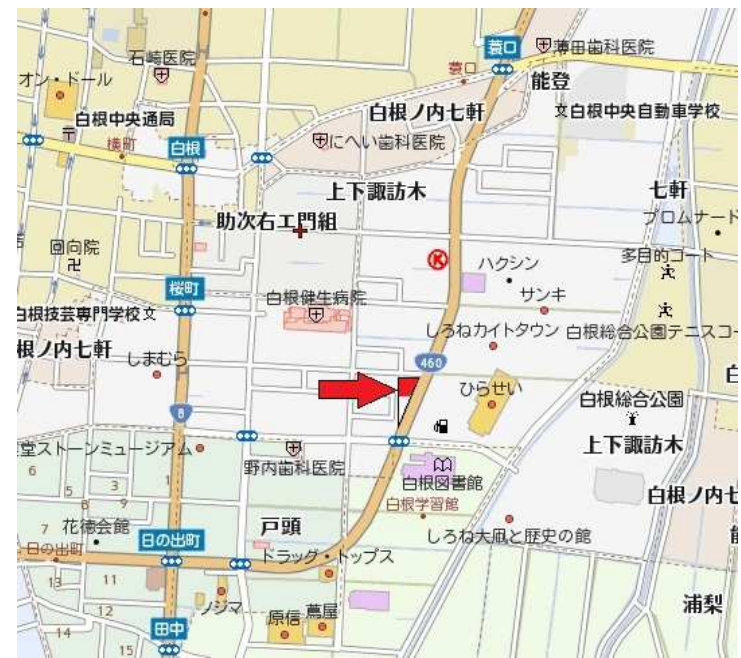 蓑口
薄田歯科医院
石崎医院
オン・ドール
蓑口
能登
白根ノ内七軒
文白根中央自動車学校
白根中央通局
横町
白根
にへい歯科医院
上下諏訪木
七軒
助次右エ門組
プロムナード
回向院
卍
K
ハクシン
多目的コート
桜町
サンキ
白根健生病院
白根技芸専門学校文
しろねカイトタウン
白根総合公園テニスコー
根ノ内七軒
しまむら
460
ひらせい
8
白根総合公園
堂ストーンミュージアム
上下諏訪木
野内歯科医院
白根図書館
白根ノ内七
白根学習館
6
5
3
1
9
8
7
花徳会館
戸頭
しろね大凧と歴史の館
日の出町
日の出町
ドラッグ・トップス
13
11
浦梨
ノジマ
12
原信
蔦屋
田中
14
15